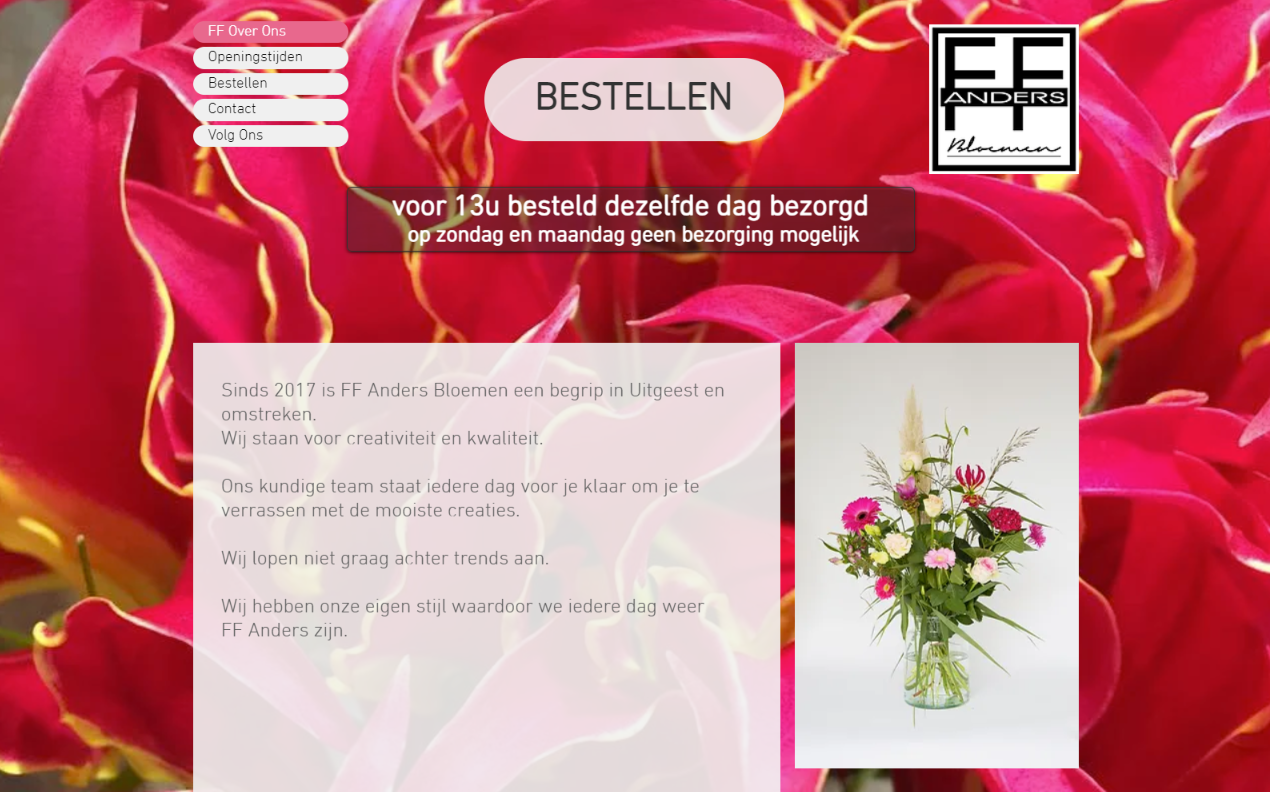 FF Over Ons
Openingstijden
Bestellen
Contact
Volg Ons
BESTELLEN
FF
ANDERS
Bloemen
voor 13u besteld dezelfde dag bezorgd
op zondag en maandag geen bezorging mogelijk
Sinds 2017 is FF Anders Bloemen een begrip in Uitgeest en
omstreken.
Wij staan voor creativiteit en kwaliteit.
Ons kundige team staat iedere dag voor je klaar om je te
verrassen met de mooiste creaties.
Wij lopen niet graag achter trends aan.
Wij hebben onze eigen stijl waardoor we iedere dag weer
FF Anders zijn.